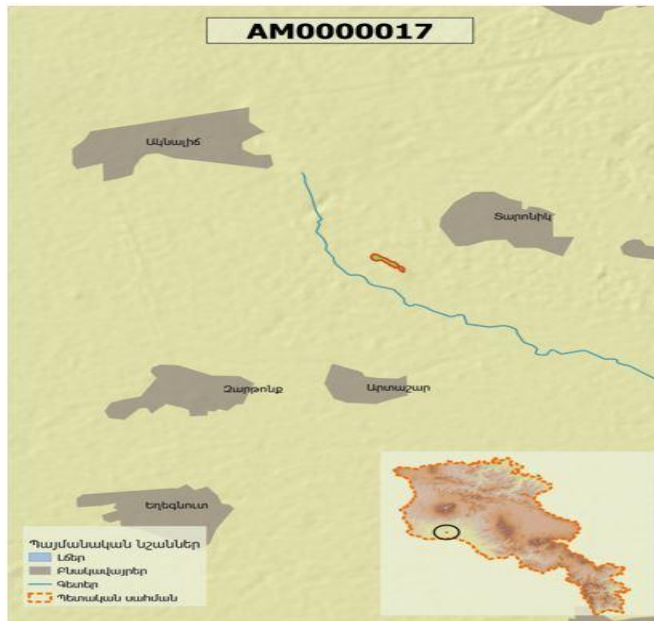 AM0000017
Ակնալիճ
Տարոնիկ
Զարթոնք
Արտաշար
Եղեգնուտ
Պայմանական նշաններ
Լճեր
Բնակավայրեր
Գետեր
Պետական սահման